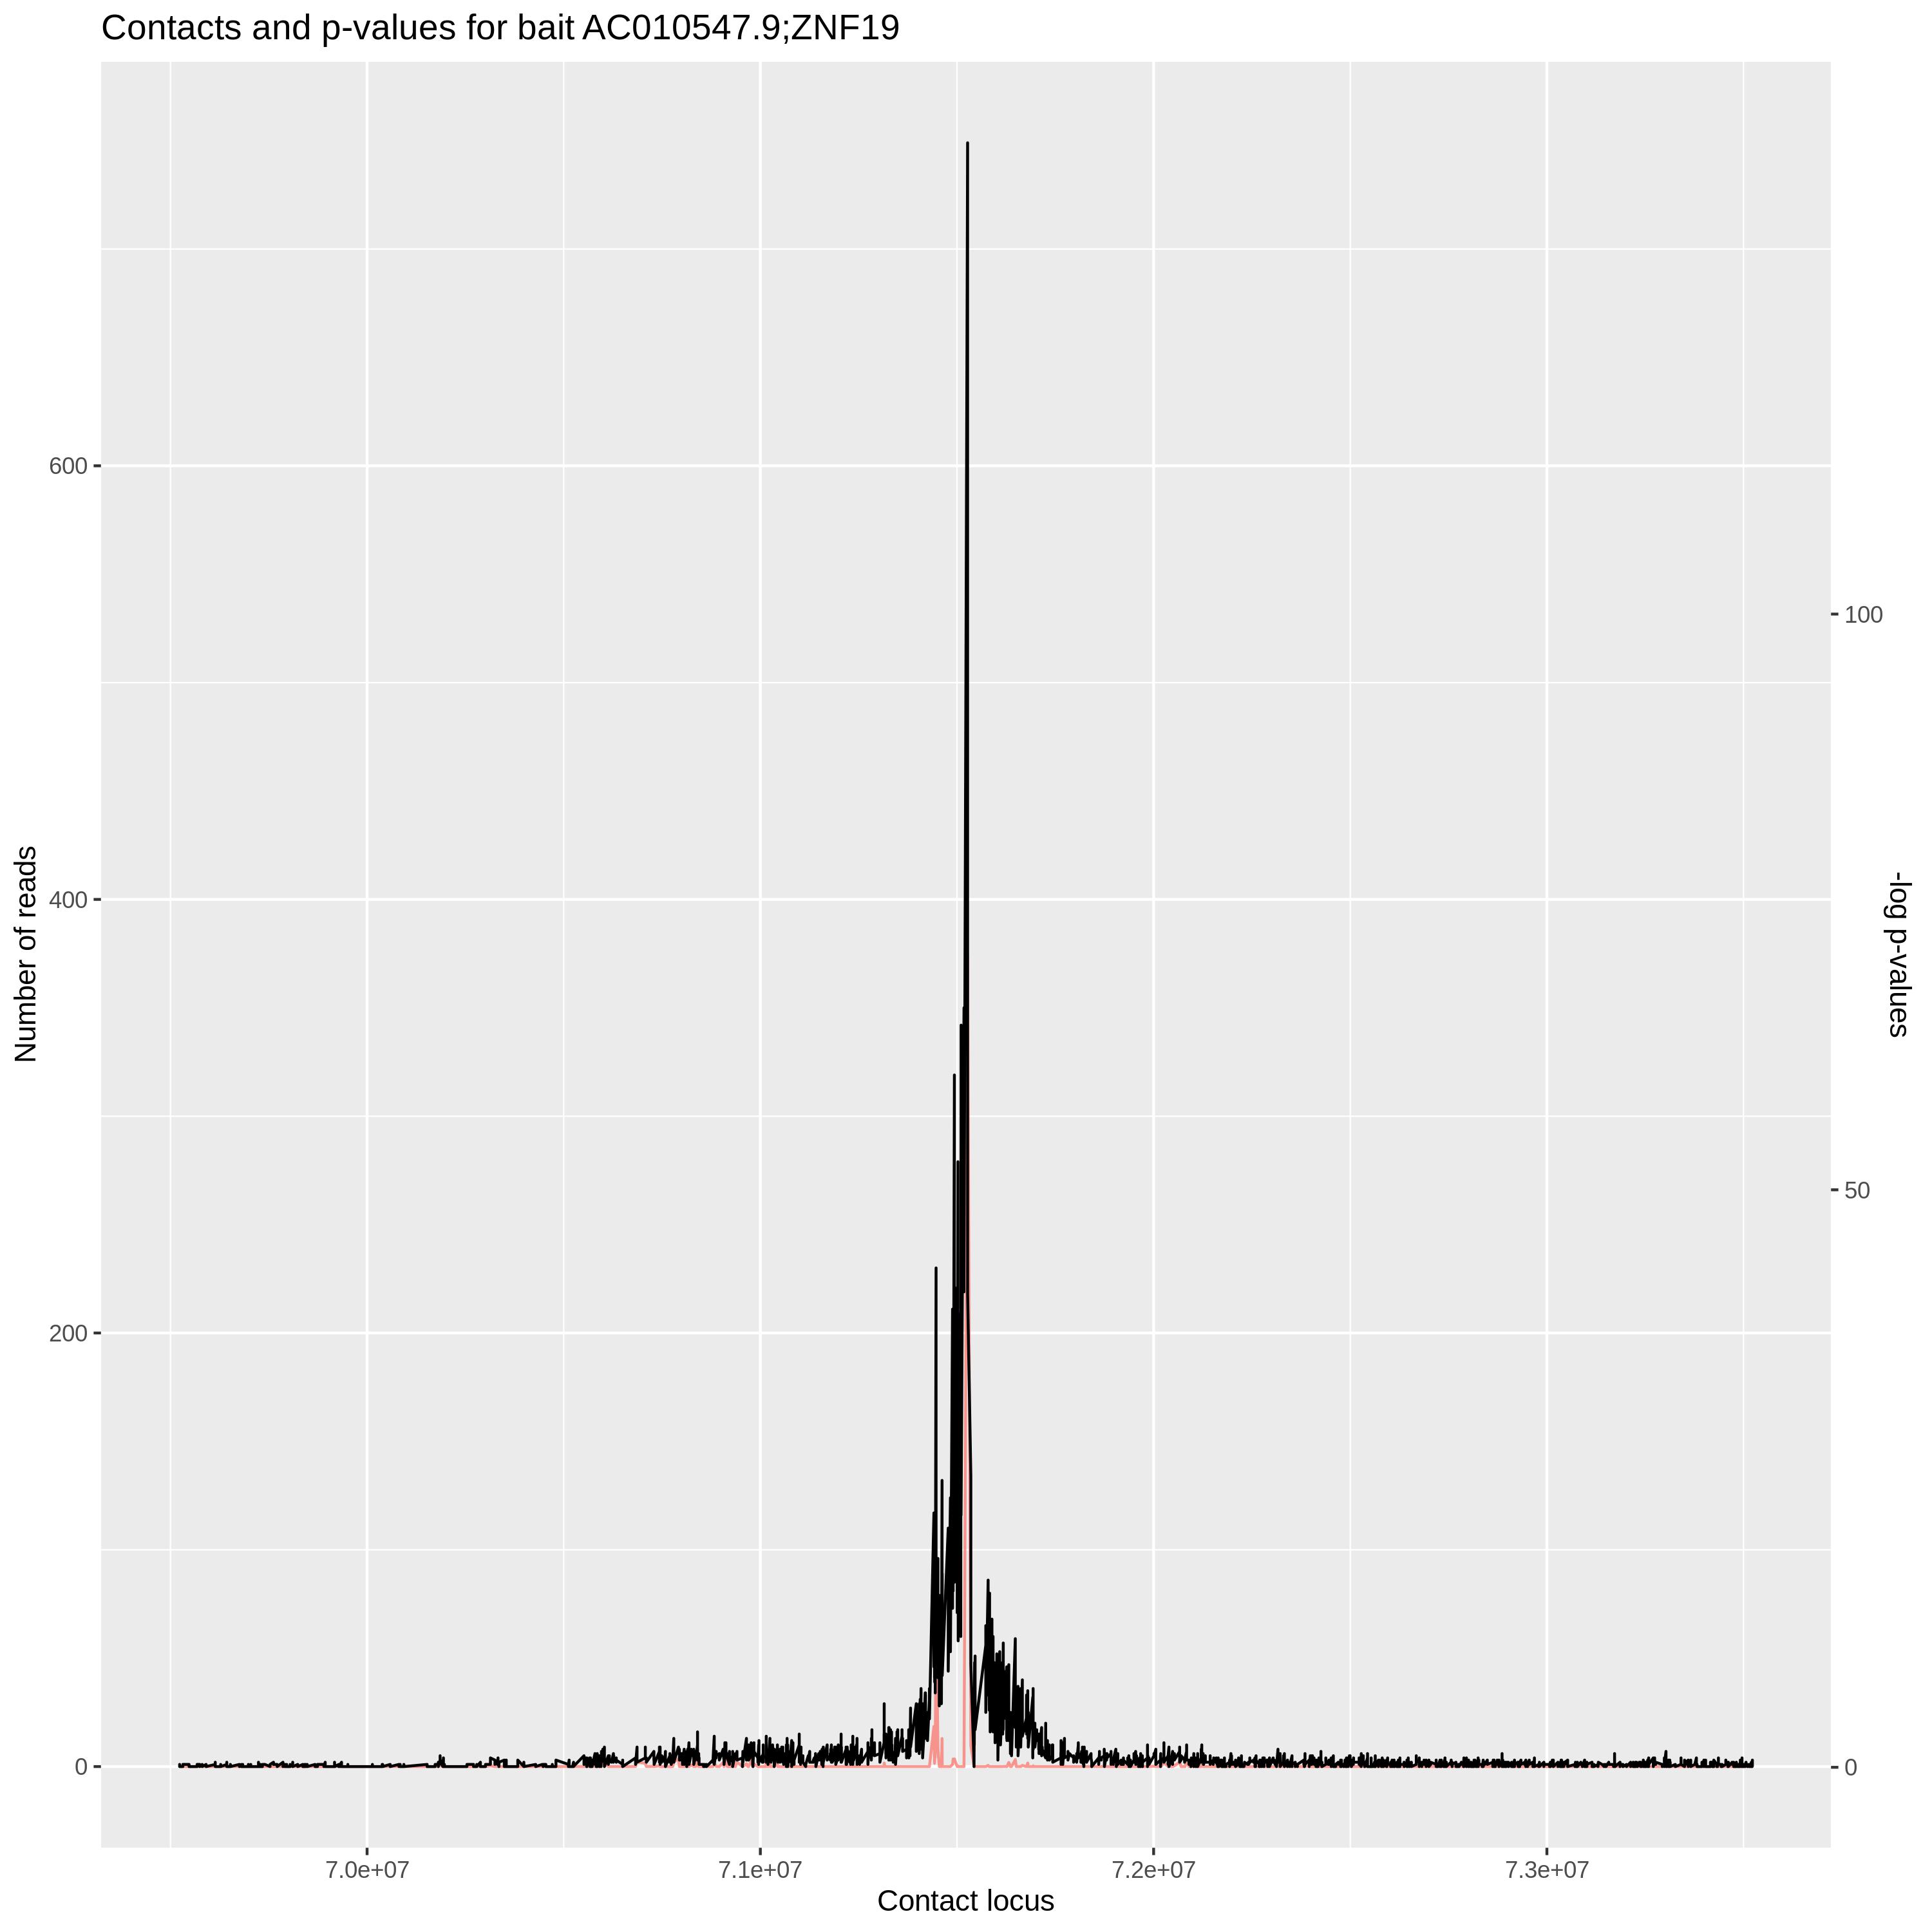 Contacts and p-values for bait AC010547.9;ZNF19
600
400
200
0
Number of reads
100
50
0
-log p-values
7.0e+07 7.1e+07 7.2e+07 7.3e+07
Contact locus